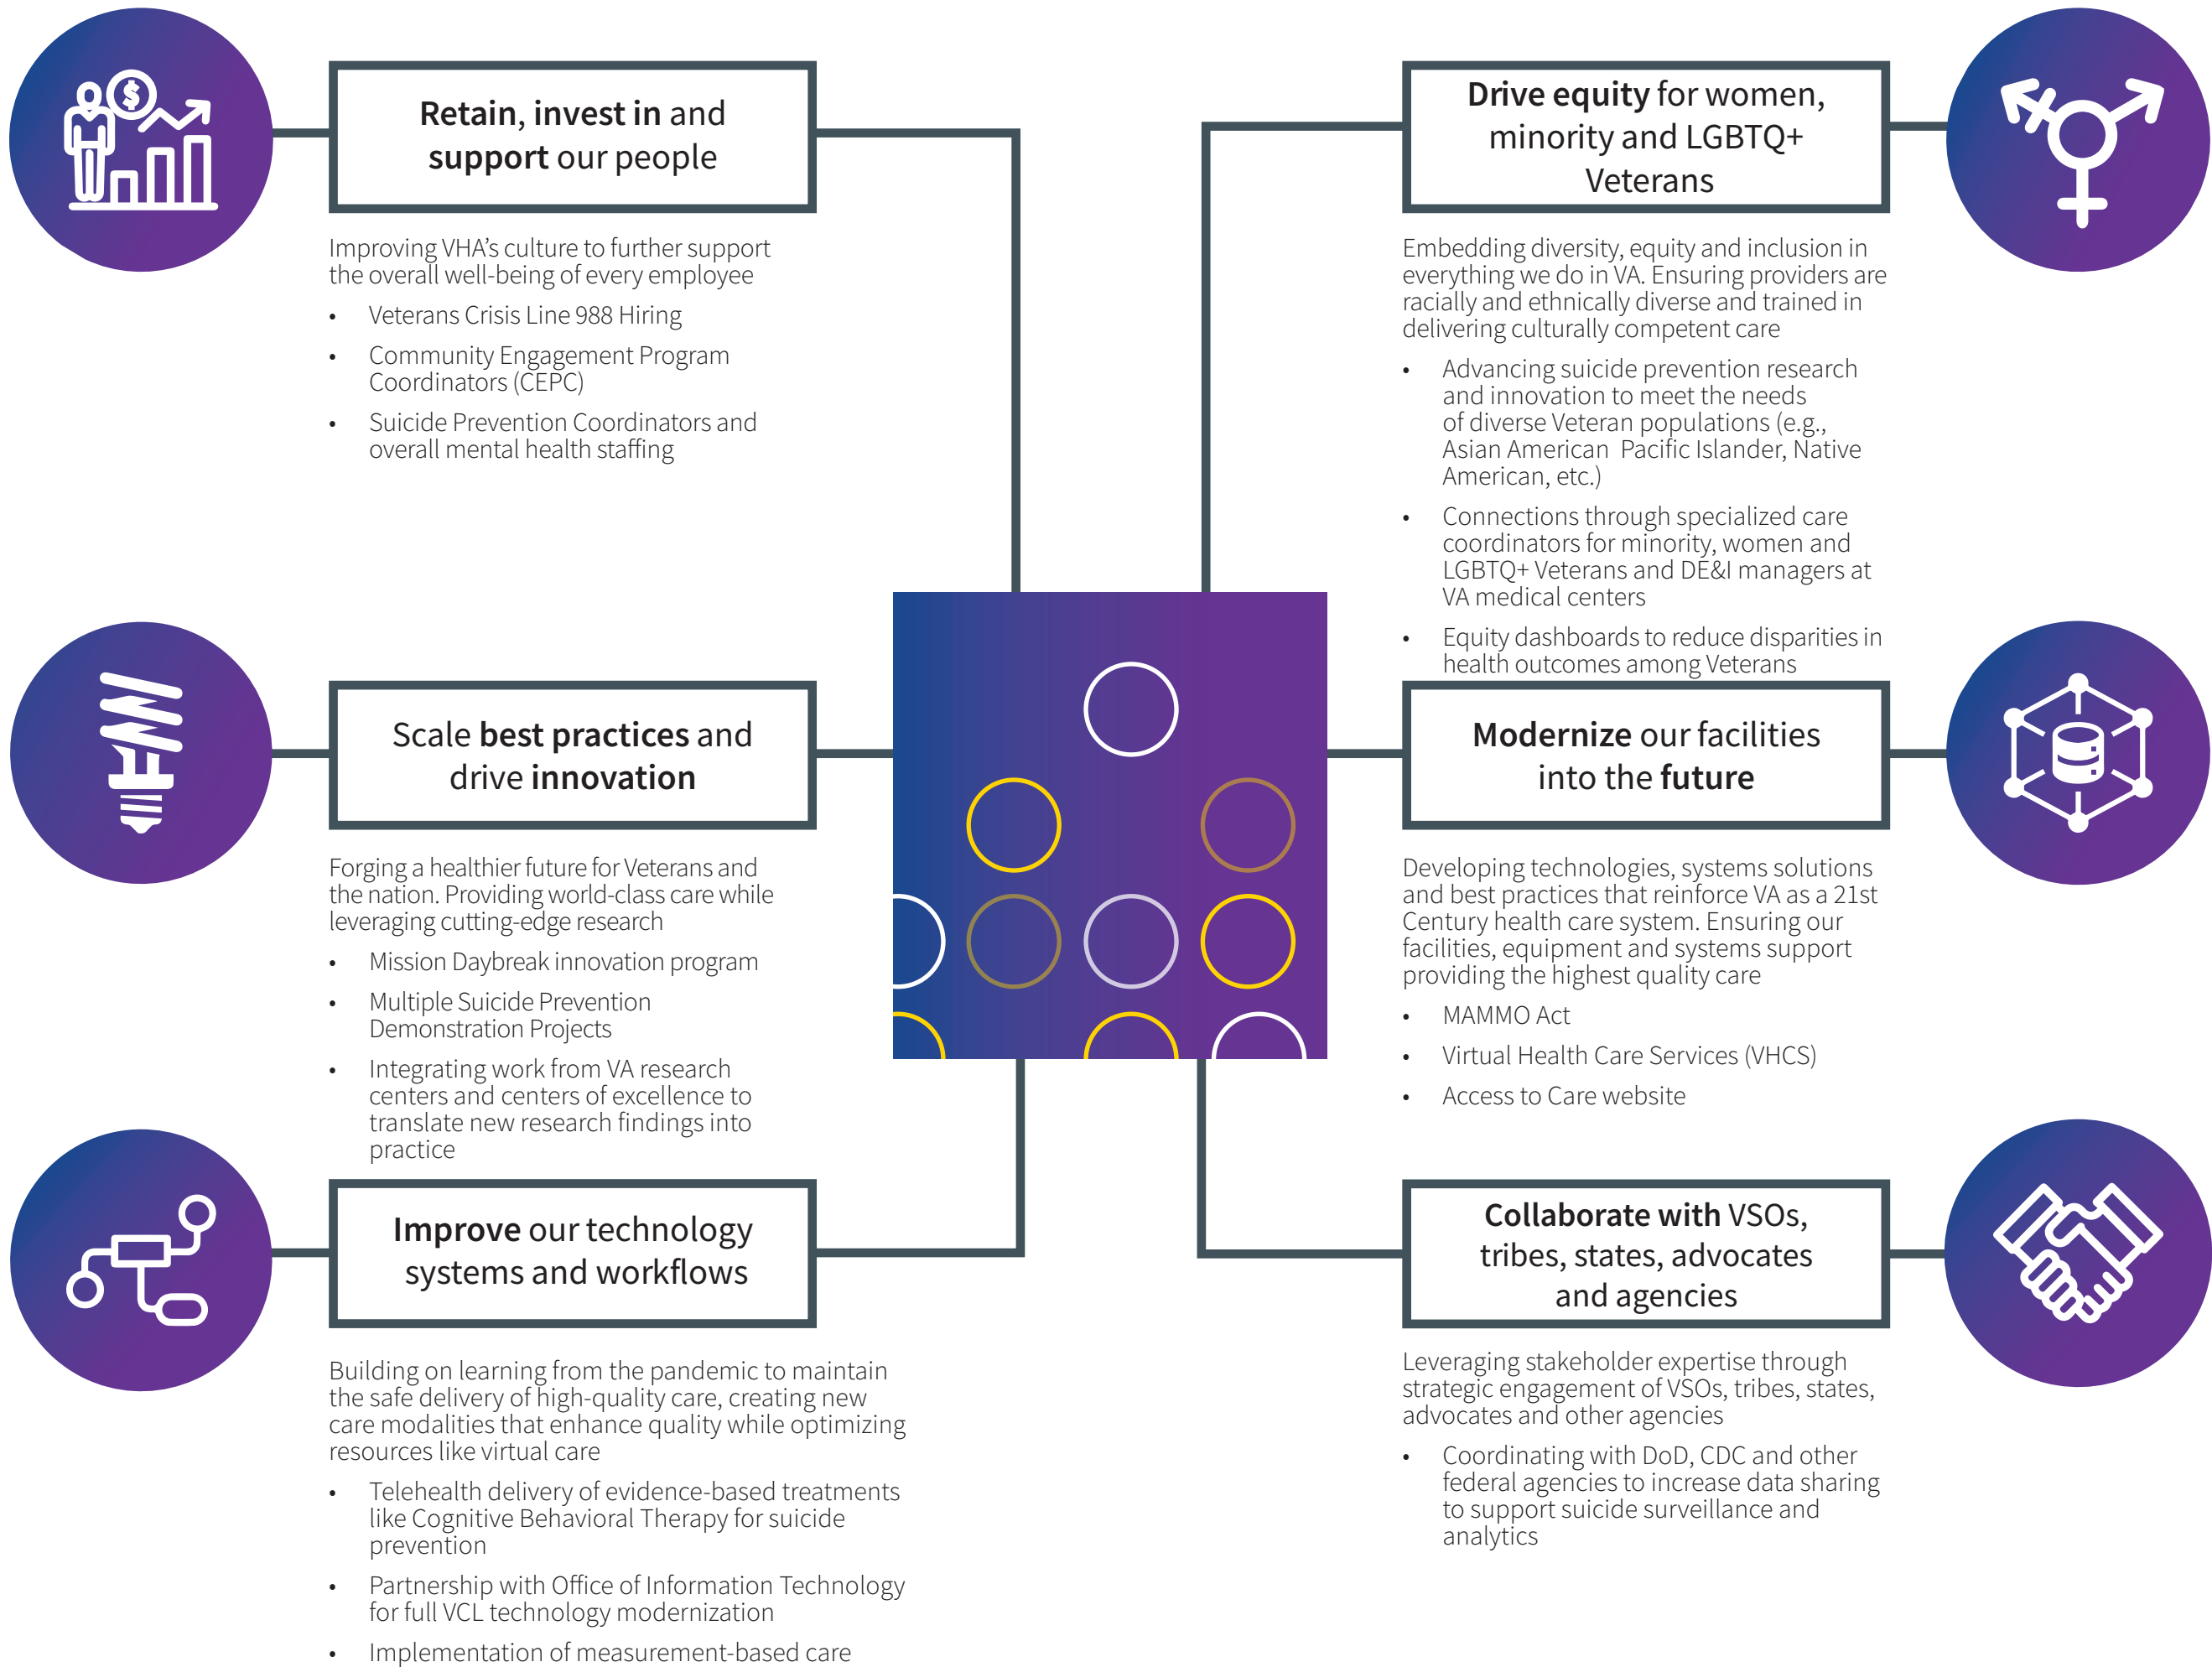 Retain, invest in and
support our people
Improving VHA's culture to further support
the overall well-being of every employee
• Veterans Crisis Line 988 Hiring
• Community Engagement Program
Coordinators (CEPC)
• Suicide Prevention Coordinators and
overall mental health staffing
Scale best practices and
drive innovation
Forging a healthier future for Veterans and
the nation. Providing world-class care while
leveraging cutting-edge research
• Mission Daybreak innovation program
• Multiple Suicide Prevention
Demonstration Projects
• Integrating work from VA research
centers and centers of excellence to
translate new research findings into
practice
Improve our technology
systems and workflows
Building on learning from the pandemic to maintain
the safe delivery of high-quality care, creating new
care modalities that enhance quality while optimizing
resources like virtual care
• Telehealth delivery of evidence-based treatments
like Cognitive Behavioral Therapy for suicide
prevention
• Partnership with Office of Information Technology
for full VCL technology modernization
• Implementation of measurement-based care
Drive equity for women,
minority and LGBTQ+
Veterans
Embedding diversity, equity and inclusion in
everything we do in VA. Ensuring providers are
racially and ethnically diverse and trained in
delivering culturally competent care
• Advancing suicide prevention research
and innovation to meet the needs
of diverse Veteran populations (e.g.,
Asian American Pacific Islander, Native
American, etc.)
• Connections through specialized care
coordinators for minority, women and
LGBTQ+ Veterans and DE&I managers at
VA medical centers
• Equity dashboards to reduce disparities in
health outcomes among Veterans
Modernize our facilities
into the future
Developing technologies, systems solutions
and best practices that reinforce VA as a 21st
Century health care system. Ensuring our
facilities, equipment and systems support
providing the highest quality care
• MAMMO Act
• Virtual Health Care Services (VHCS)
• Access to Care website
Collaborate with VSOs,
tribes, states, advocates
and agencies
Leveraging stakeholder expertise through
strategic engagement of VSOs, tribes, states,
advocates and other agencies
• Coordinating with DoD, CDC and other
federal agencies to increase data sharing
to support suicide surveillance and
analytics